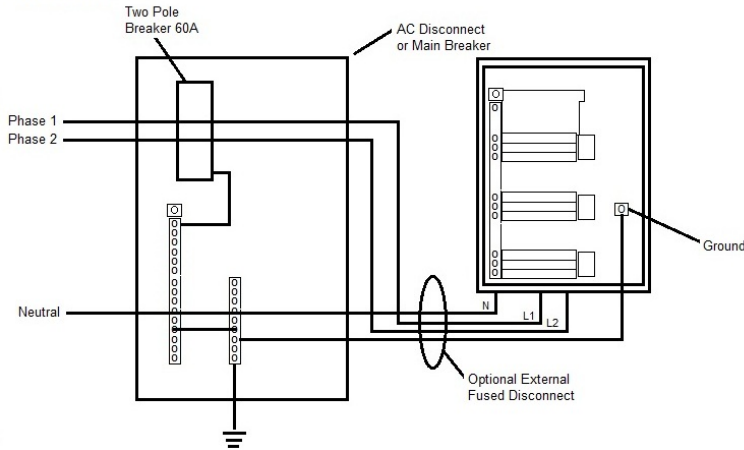 Two Pole
Breaker 60A
AC Disconnect
or Main Breaker
Phase 1
Phase 2
Ground
Neutral
N
L1
L2
Optional External
Fused Disconnect